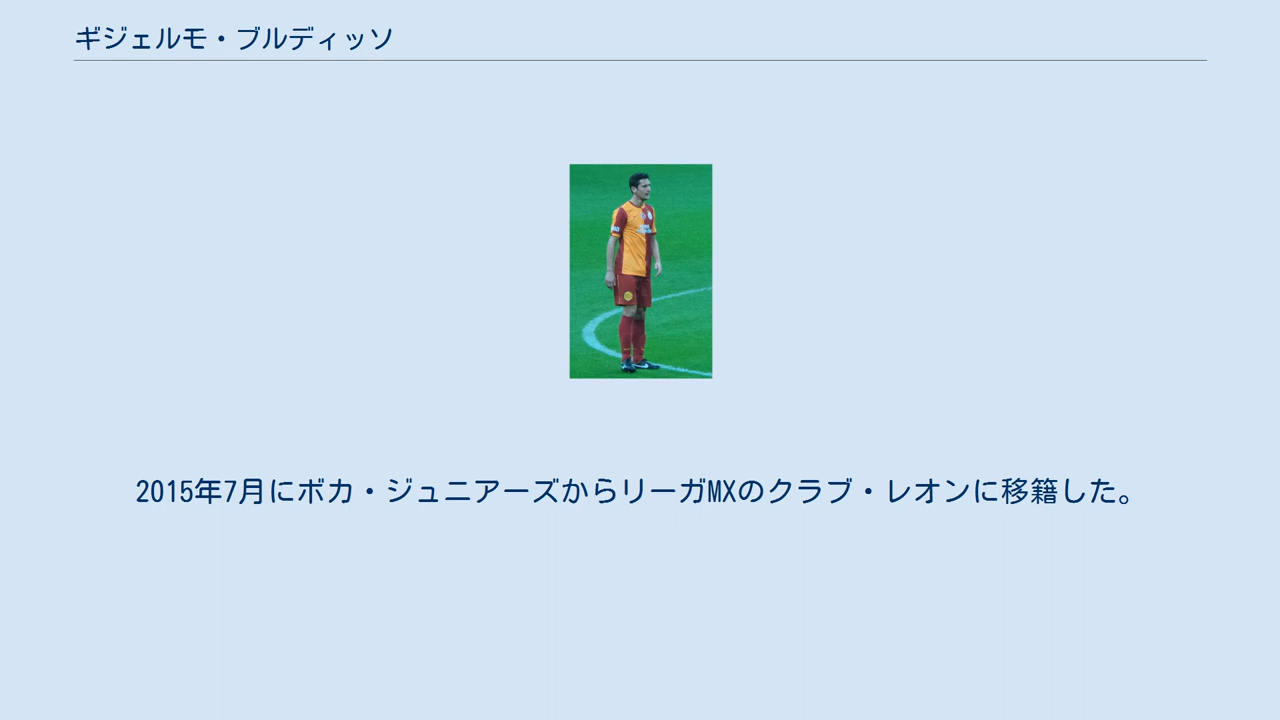 ギジェルモ・ブルディッソ
2015年7月にボカ・ジュニアーズからリーガMXのクラブ・レオンに移籍した。